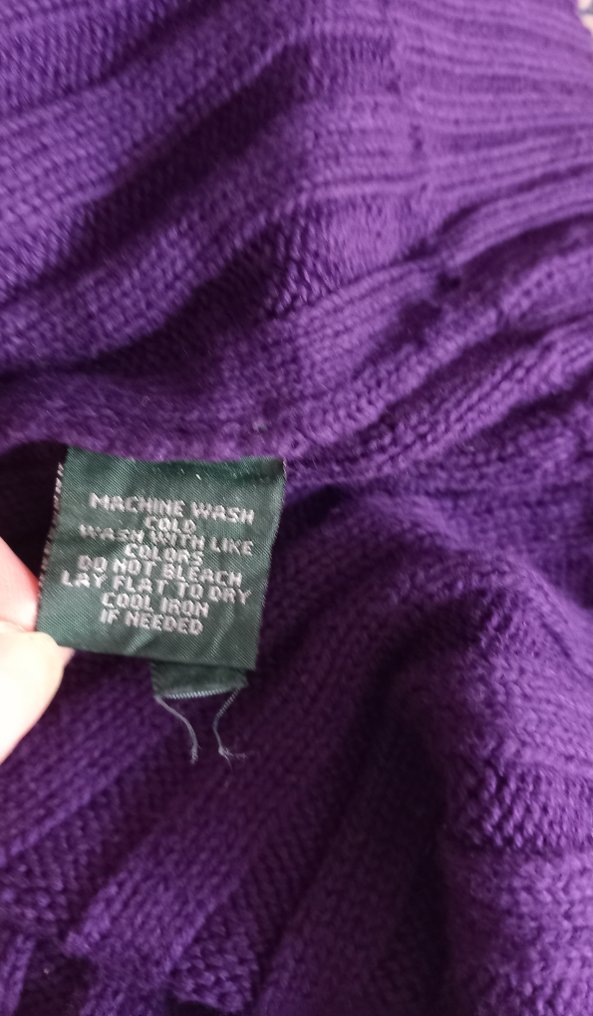 MACHINE WASH
COLD
WASH WITH LIKE
COLORS
DO NOT BLEACH
LAY FLAT TO DRY
COOL IRON
IF NEEDED